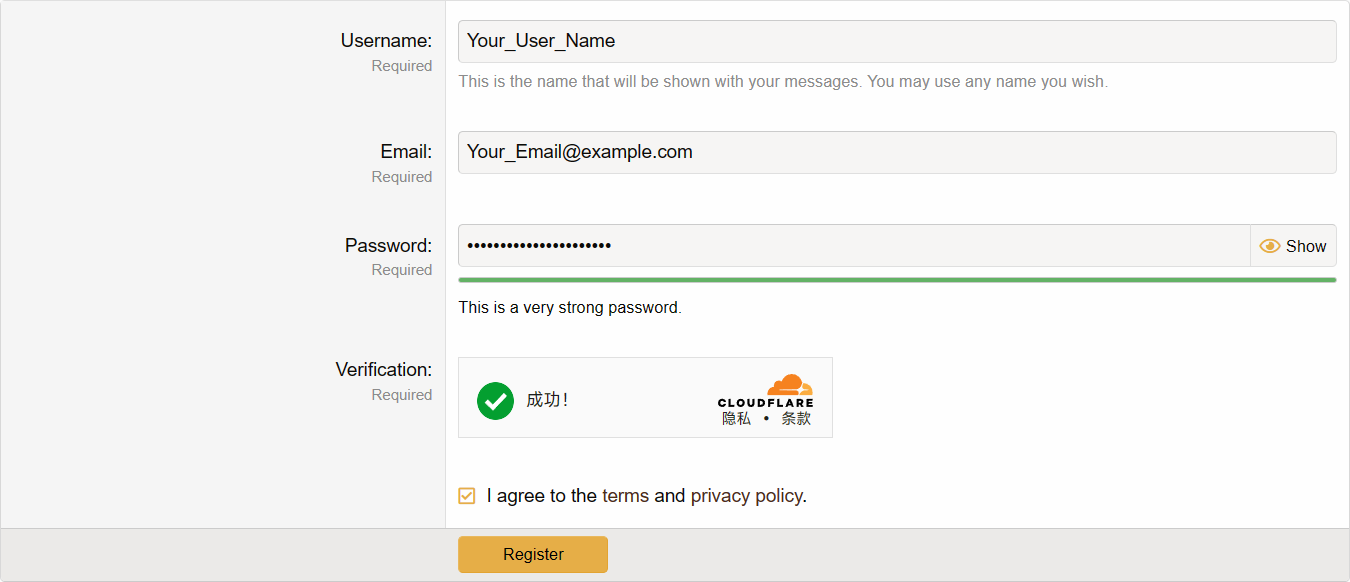 Username:
Required
Your_User_Name
This is the name that will be shown with your messages. You may use any name you wish.
Email:
Required
Your_Email@example.com
Password:
Required
••••••••••••••••••••••
Show
This is a very strong password.
Verification:
Required
成功！
CLOUDFLARE
隐私 • 条款
I agree to the terms and privacy policy.
Register